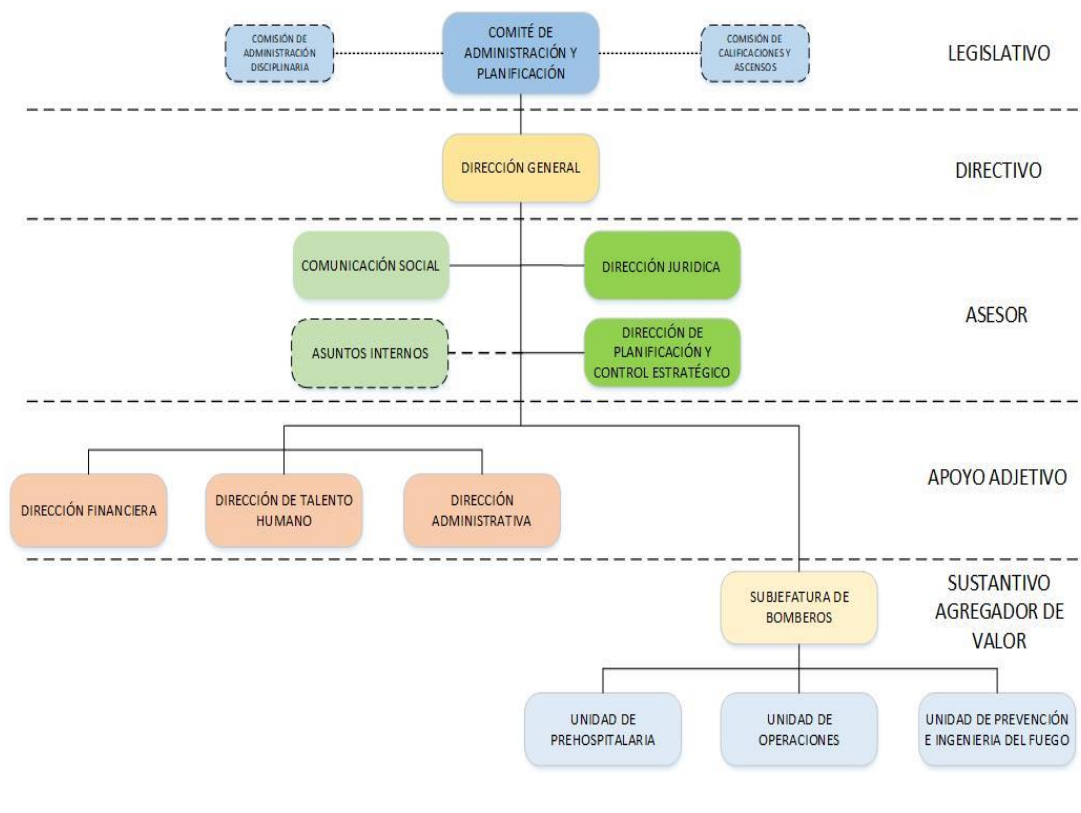 COMISIÓN DE
ADMINISTRACIÓN
DISCIPLINARIA
COMITÉ DE
ADMINISTRACIÓN Y
PLANIFICACIÓN
COMISIÓN DE
CALIFICACIONES Y
ASCENSOS
LEGISLATIVO
DIRECCIÓN GENERAL
DIRECTIVO
COMUNICACIÓN SOCIAL
DIRECCIÓN JURIDICA
ASUNTOS INTERNOS
DIRECCIÓN DE
PLANIFICACIÓN Y
CONTROL ESTRATÉGICO
ASESOR
DIRECCIÓN FINANCIERA
DIRECCIÓN DE TALENTO
HUMANO
DIRECCIÓN
ADMINISTRATIVA
APOYO ADJETIVO
SUBJEFATURA DE
BOMBEROS
SUSTANTIVO
AGREGADOR DE
VALOR
UNIDAD DE
PREHOSPITALARIA
UNIDAD DE
OPERACIONES
UNIDAD DE PREVENCIÓN
E INGENIERIA DEL FUEGO